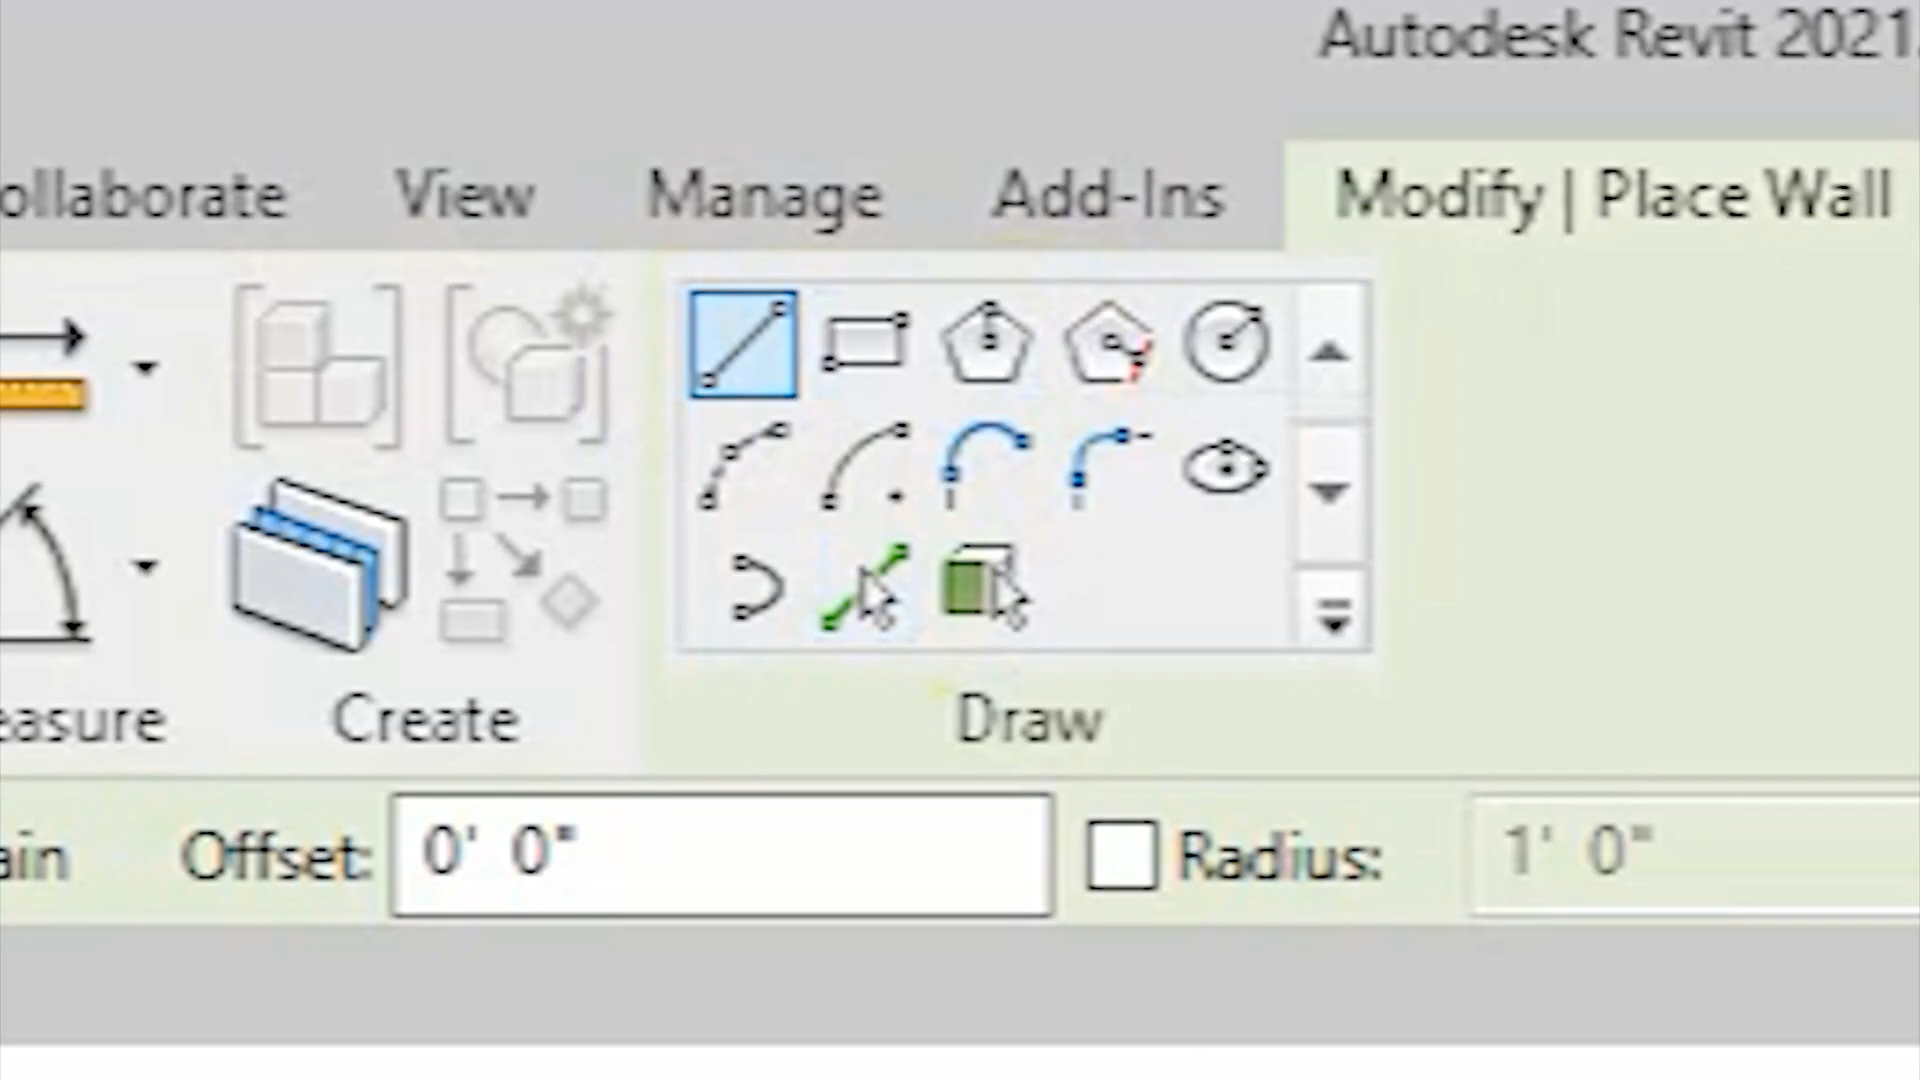 Autodesk Revit 2021.
ollaborate View Manage Add-Ins Modify | Place Wall
easure Create Draw
ain Offset: 0' 0" Radius: 1' 0"